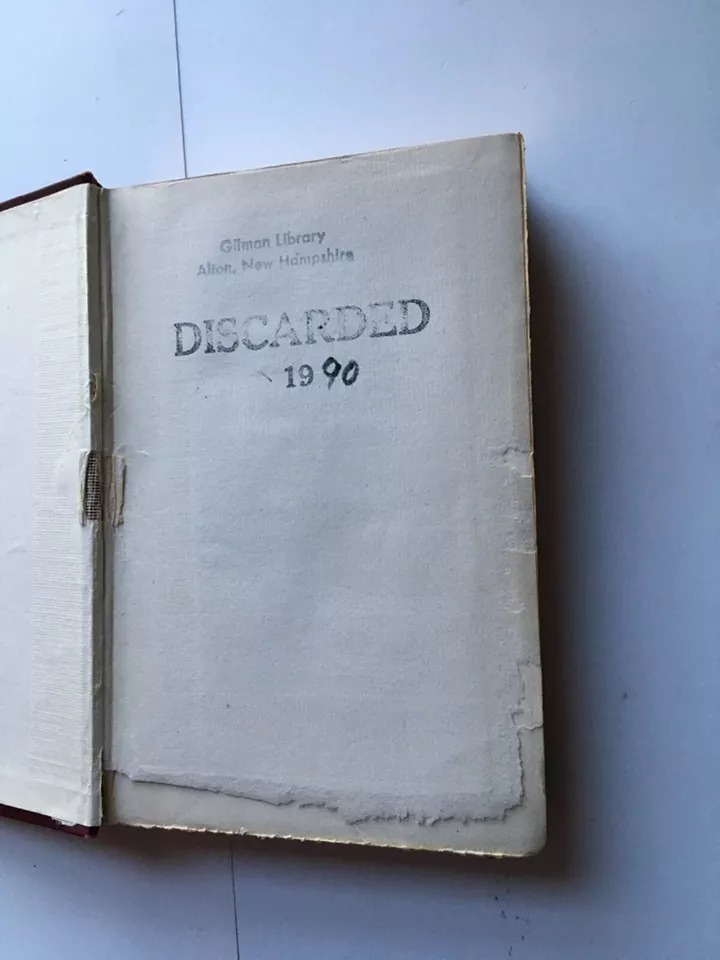 Gilman Library
Alton, New Hampshire
DISCARDED
1990